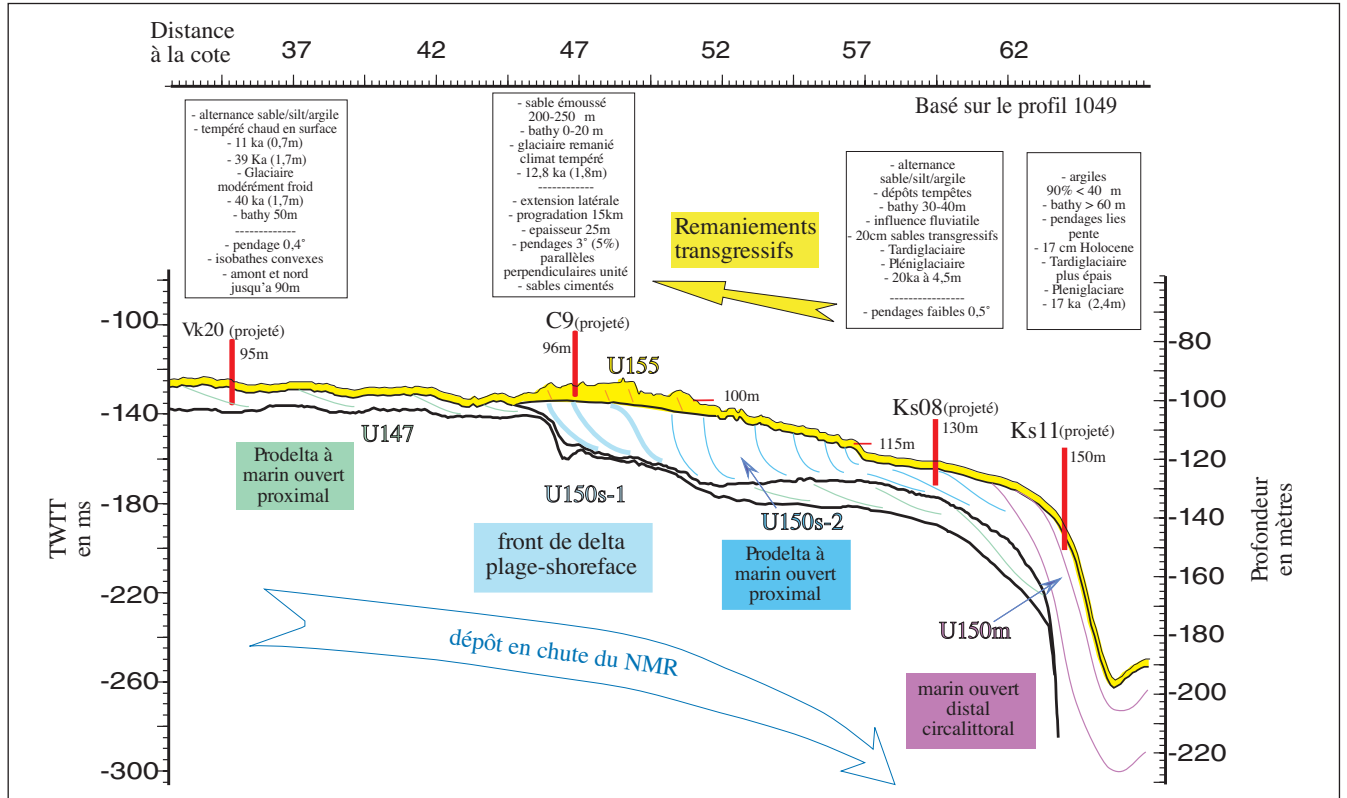 Distance
à la cote
37
42
47
52
57
62
Basé sur le profil 1049
- alternance sable/silt/argile
- tempéré chaud en surface
- 11 ka (0,7m)
- 39 Ka (1,7m)
- Glaciaire
modérément froid
- 40 ka (1,7m)
- bathy 50m
-------------
- pendage 0,4°
- isobathes convexes
- amont et nord
jusqu'a 90m
- sable émoussé
200-250 m
- bathy 0-20 m
- glaciaire remanié
climat tempéré
- 12,8 ka (1,8m)
------------
- extension latérale
- progradation 15km
- epaisseur 25m
- pendages 3° (5%)
parallèles
perpendiculaires unité
- sables cimentés
- alternance
sable/silt/argile
- dépôts tempêtes
- bathy 30-40m
- influence fluviatile
- 20cm sables transgressifs
- Tardiglaciaire
- Pléniglaciaire
- 20ka à 4,5m
----------------
- pendages faibles 0,5°
- argiles
90% < 40 m
- bathy > 60 m
- pendages lies
pente
- 17 cm Holocene
- Tardiglaciaire
plus épais
- Pleniglaciare
- 17 ka (2,4m)
Remaniements
transgressifs
-100
-140
-180
-220
-260
-300
TWTT
en ms
-80
-100
-120
-140
-160
-180
-200
-220
Profondeur
en mètres
Vk20 (projeté)
95m
C9(projeté)
96m
U155
100m
115m
Ks08(projeté)
130m
Ks11(projeté)
150m
U147
Prodelta à
marin ouvert
proximal
U150s-1
U150s-2
front de delta
plage-shoreface
Prodelta à
marin ouvert
proximal
U150m
marin ouvert
distal
circalittoral
dépôt en chute du NMR